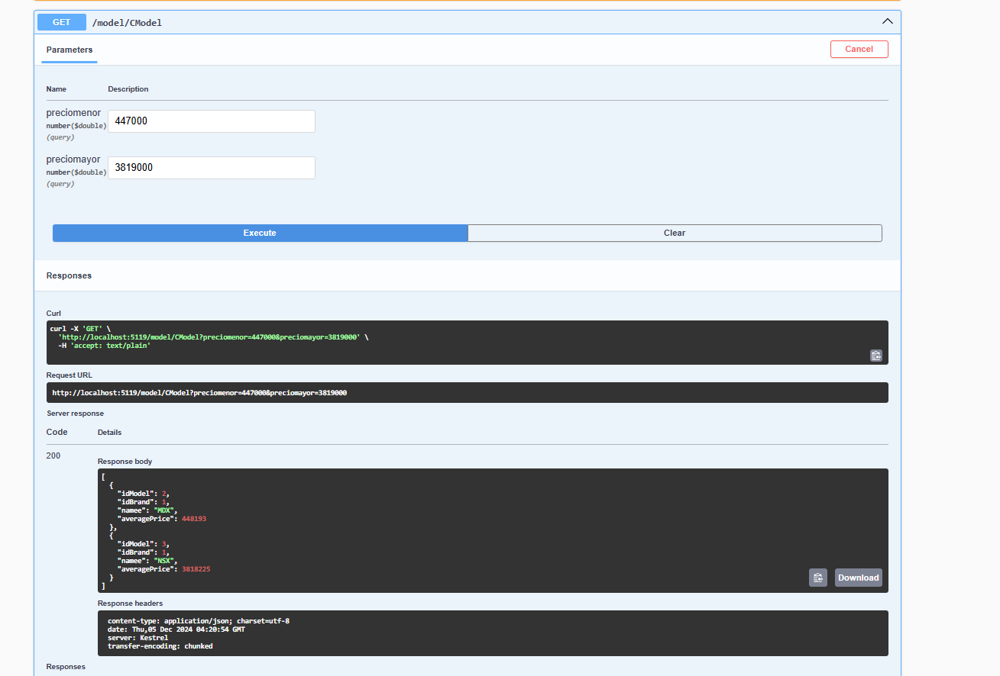 GET /model/CModel
Parameters
Cancel
Name Description
preciomenor
number($double)
(query)
447000
preciomayor
number($double)
(query)
3819000
Execute Clear
Responses
Curl
curl -X 'GET' \
'http://localhost:5119/model/CModel?preciomenor=447000&preciomayor=3819000' \
-H 'accept: text/plain'
Request URL
http://localhost:5119/model/CModel?preciomenor=447000&preciomayor=3819000
Server response
Code Details
200
Response body
[
{
"idModel": 2,
"idBrand": 1,
"namee": "MDX",
"averagePrice": 448193
},
{
"idModel": 3,
"idBrand": 1,
"namee": "NSX",
"averagePrice": 3818225
}
]
Download
Response headers
content-type: application/json; charset=utf-8
date: Thu,05 Dec 2024 04:20:54 GMT
server: Kestrel
transfer-encoding: chunked
Responses